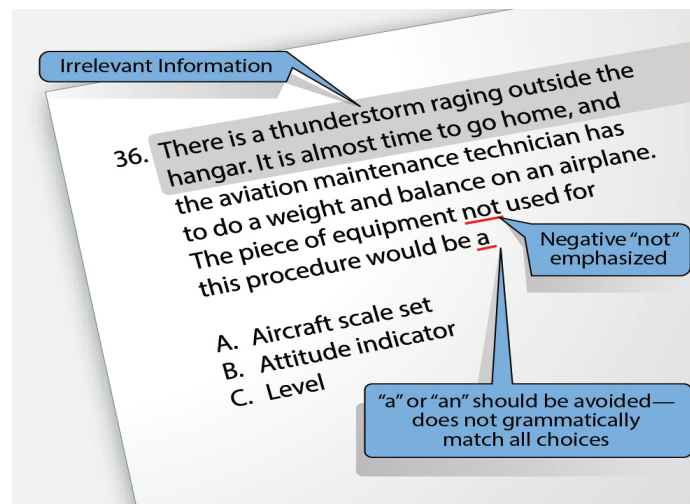 Irrelevant Information
36. There is a thunderstorm raging outside the
hangar. It is almost time to go home, and
the aviation maintenance technician has
to do a weight and balance on an airplane.
The piece of equipment not used for
this procedure would be a
Negative “not”
emphasized
A. Aircraft scale set
B. Attitude indicator
C. Level
“a” or “an” should be avoided—
does not grammatically
match all choices